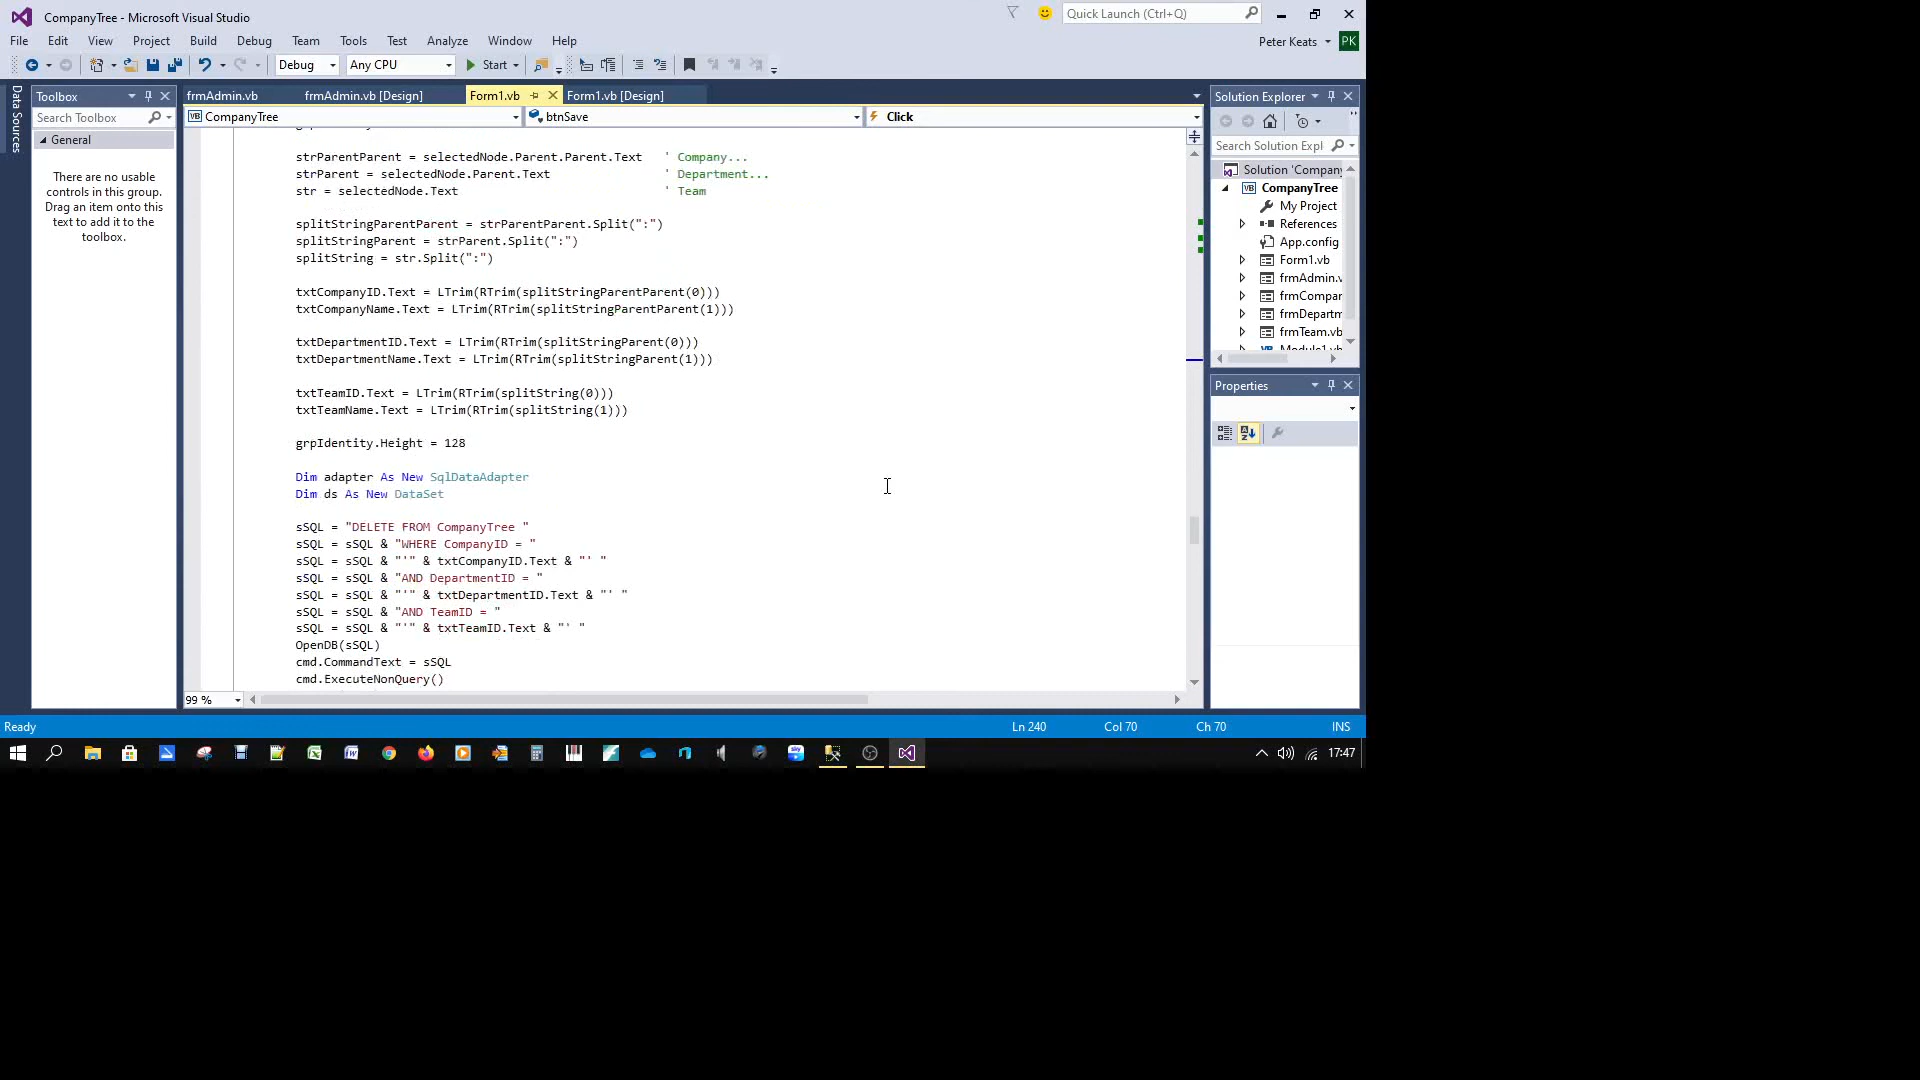 CompanyTree - Microsoft Visual Studio
Quick Launch (Ctrl+Q)
File Edit View Project Build Debug Team Tools Test Analyze Window Help
Peter Keats PK
Debug Any CPU Start
Data Sources
Toolbox
Search Toolbox
General
There are no usable
controls in this group.
Drag an item onto this
text to add it to the
toolbox.
frmAdmin.vb frmAdmin.vb [Design] Form1.vb Form1.vb [Design]
CompanyTree btnSave Click
strParentParent = selectedNode.Parent.Parent.Text ' Company...
strParent = selectedNode.Parent.Text ' Department...
str = selectedNode.Text ' Team
splitStringParentParent = strParentParent.Split(":")
splitStringParent = strParent.Split(":")
splitString = str.Split(":")
txtCompanyID.Text = LTrim(RTrim(splitStringParentParent(0)))
txtCompanyName.Text = LTrim(RTrim(splitStringParentParent(1)))
txtDepartmentID.Text = LTrim(RTrim(splitStringParent(0)))
txtDepartmentName.Text = LTrim(RTrim(splitStringParent(1)))
txtTeamID.Text = LTrim(RTrim(splitString(0)))
txtTeamName.Text = LTrim(RTrim(splitString(1)))
grpIdentity.Height = 128
Dim adapter As New SqlDataAdapter
Dim ds As New DataSet
sSQL = "DELETE FROM CompanyTree "
sSQL = sSQL & "WHERE CompanyID = "
sSQL = sSQL & "'" & txtCompanyID.Text & "' "
sSQL = sSQL & "AND DepartmentID = "
sSQL = sSQL & "'" & txtDepartmentID.Text & "' "
sSQL = sSQL & "AND TeamID = "
sSQL = sSQL & "'" & txtTeamID.Text & "' "
OpenDB(sSQL)
cmd.CommandText = sSQL
cmd.ExecuteNonQuery()
99 %
Solution Explorer
Search Solution Expl
Solution 'Company
CompanyTree
My Project
References
App.config
Form1.vb
frmAdmin.v
frmCompar
frmDepartm
frmTeam.vb
Module1.vb
Properties
Ready Ln 240 Col 70 Ch 70 INS
17:47